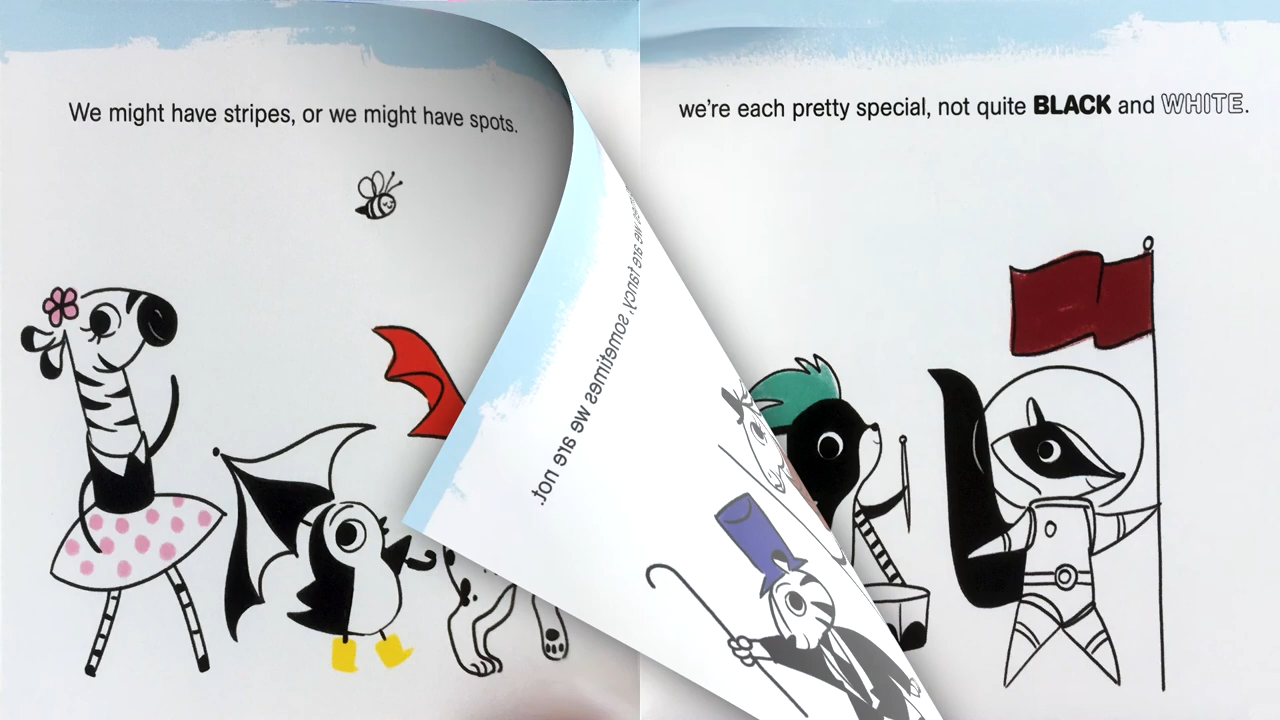 We might have stripes, or we might have spots.
we are fancy, sometimes we are not.
we're each pretty special, not quite BLACK and WHITE.